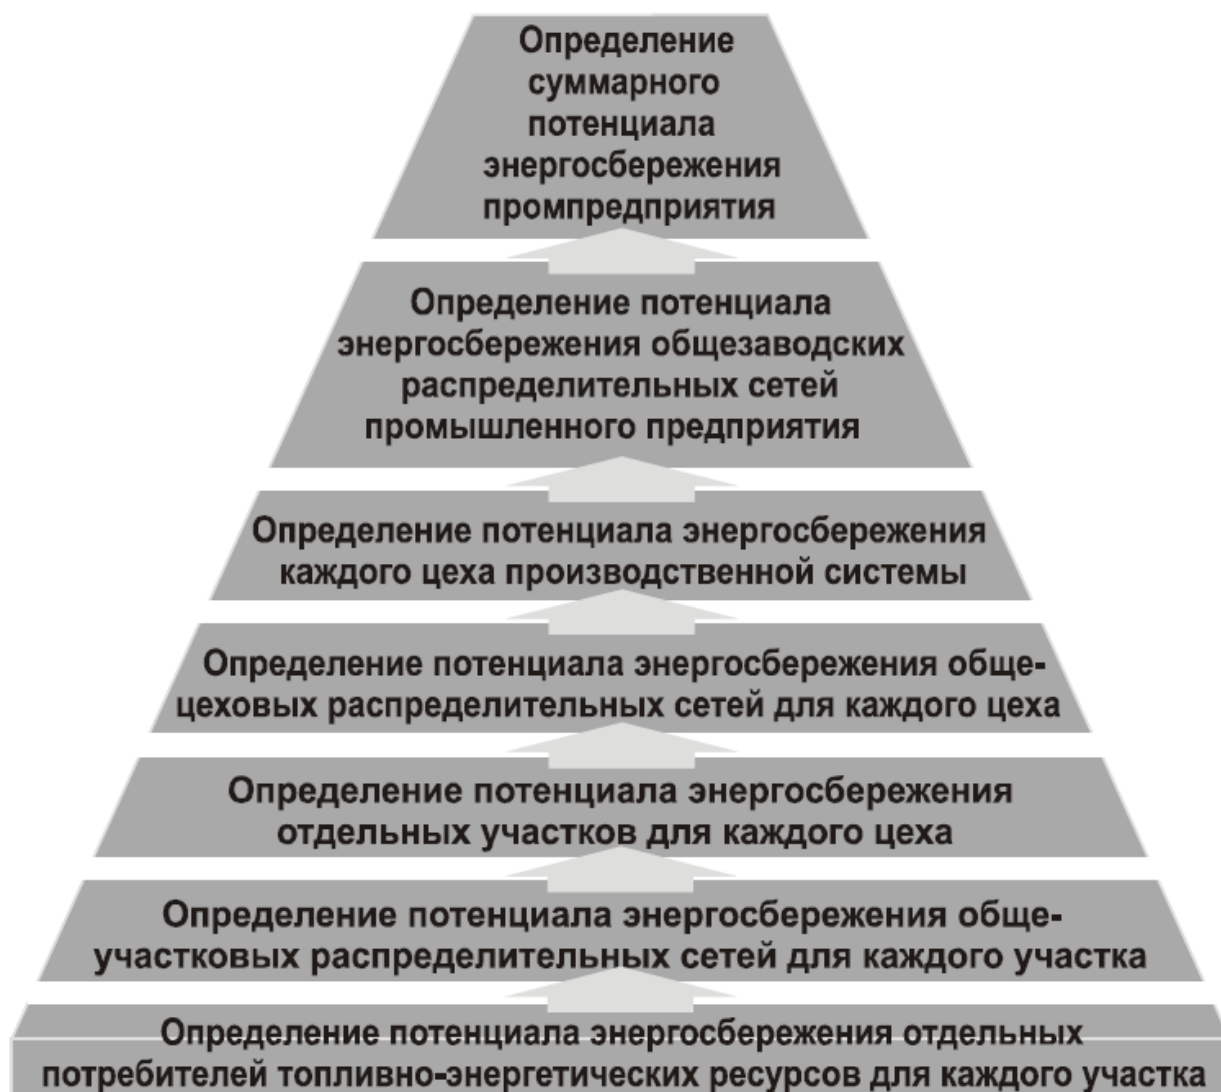 Определение
суммарного
потенциала
энергосбережения
промпредприятия
Определение потенциала
энергосбережения общезаводских
распределительных сетей
промышленного предприятия
Определение потенциала энергосбережения
каждого цеха производственной системы
Определение потенциала энергосбережения обще-
цеховых распределительных сетей для каждого цеха
Определение потенциала энергосбережения
отдельных участков для каждого цеха
Определение потенциала энергосбережения обще-
участковых распределительных сетей для каждого участка
Определение потенциала энергосбережения отдельных
потребителей топливно-энергетических ресурсов для каждого участка